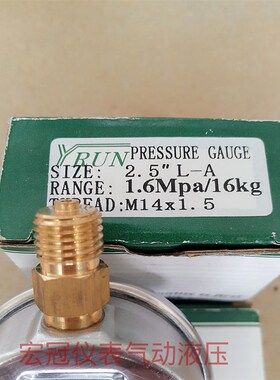 YRUN PRESSURE GAUGE
SIZE: 2.5" L-A
RANGE: 1.6Mpa/16kg
THREAD:M14x1.5
宏冠仪表气动液压